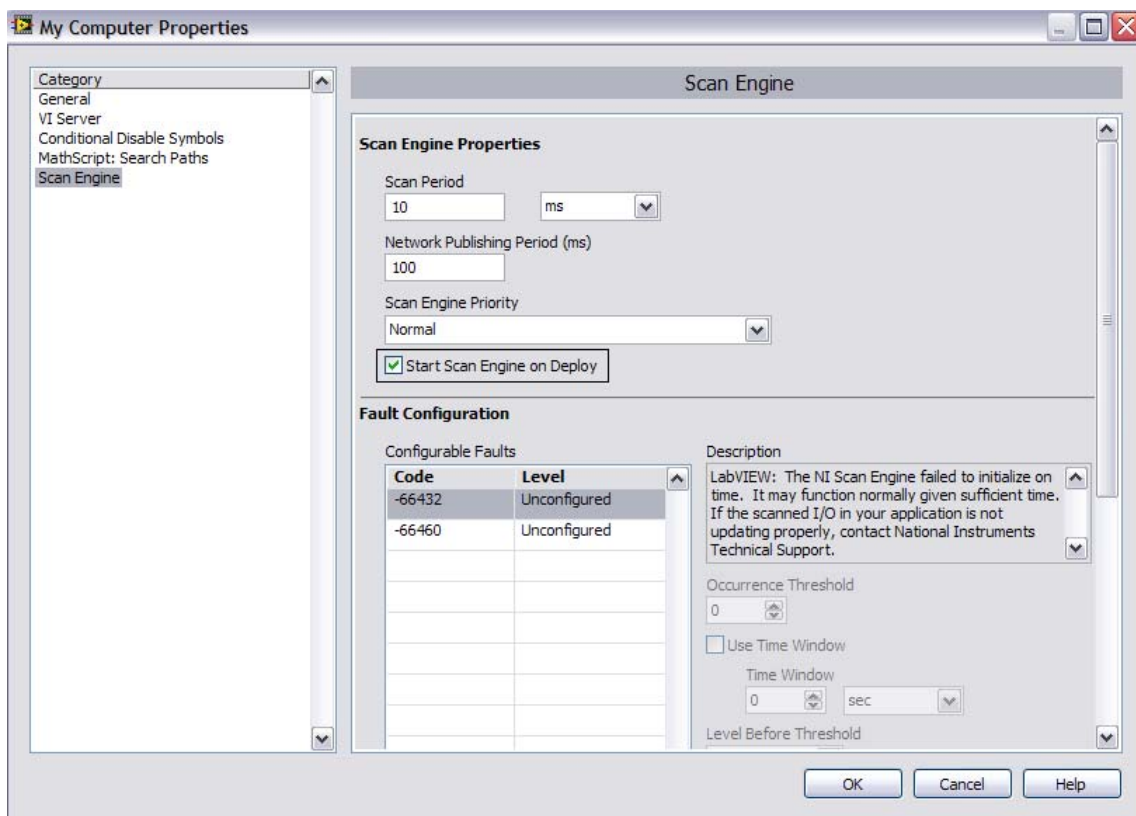 My Computer Properties
Category
General
VI Server
Conditional Disable Symbols
MathScript: Search Paths
Scan Engine
Scan Engine
Scan Engine Properties
Scan Period
10 ms
Network Publishing Period (ms)
100
Scan Engine Priority
Normal
Start Scan Engine on Deploy
Fault Configuration
Configurable Faults
Code Level
-66432 Unconfigured
-66460 Unconfigured
Description
LabVIEW: The NI Scan Engine failed to initialize on
time. It may function normally given sufficient time.
If the scanned I/O in your application is not
updating properly, contact National Instruments
Technical Support.
Occurrence Threshold
0
Use Time Window
Time Window
0 sec
Level Before Threshold
OK Cancel Help